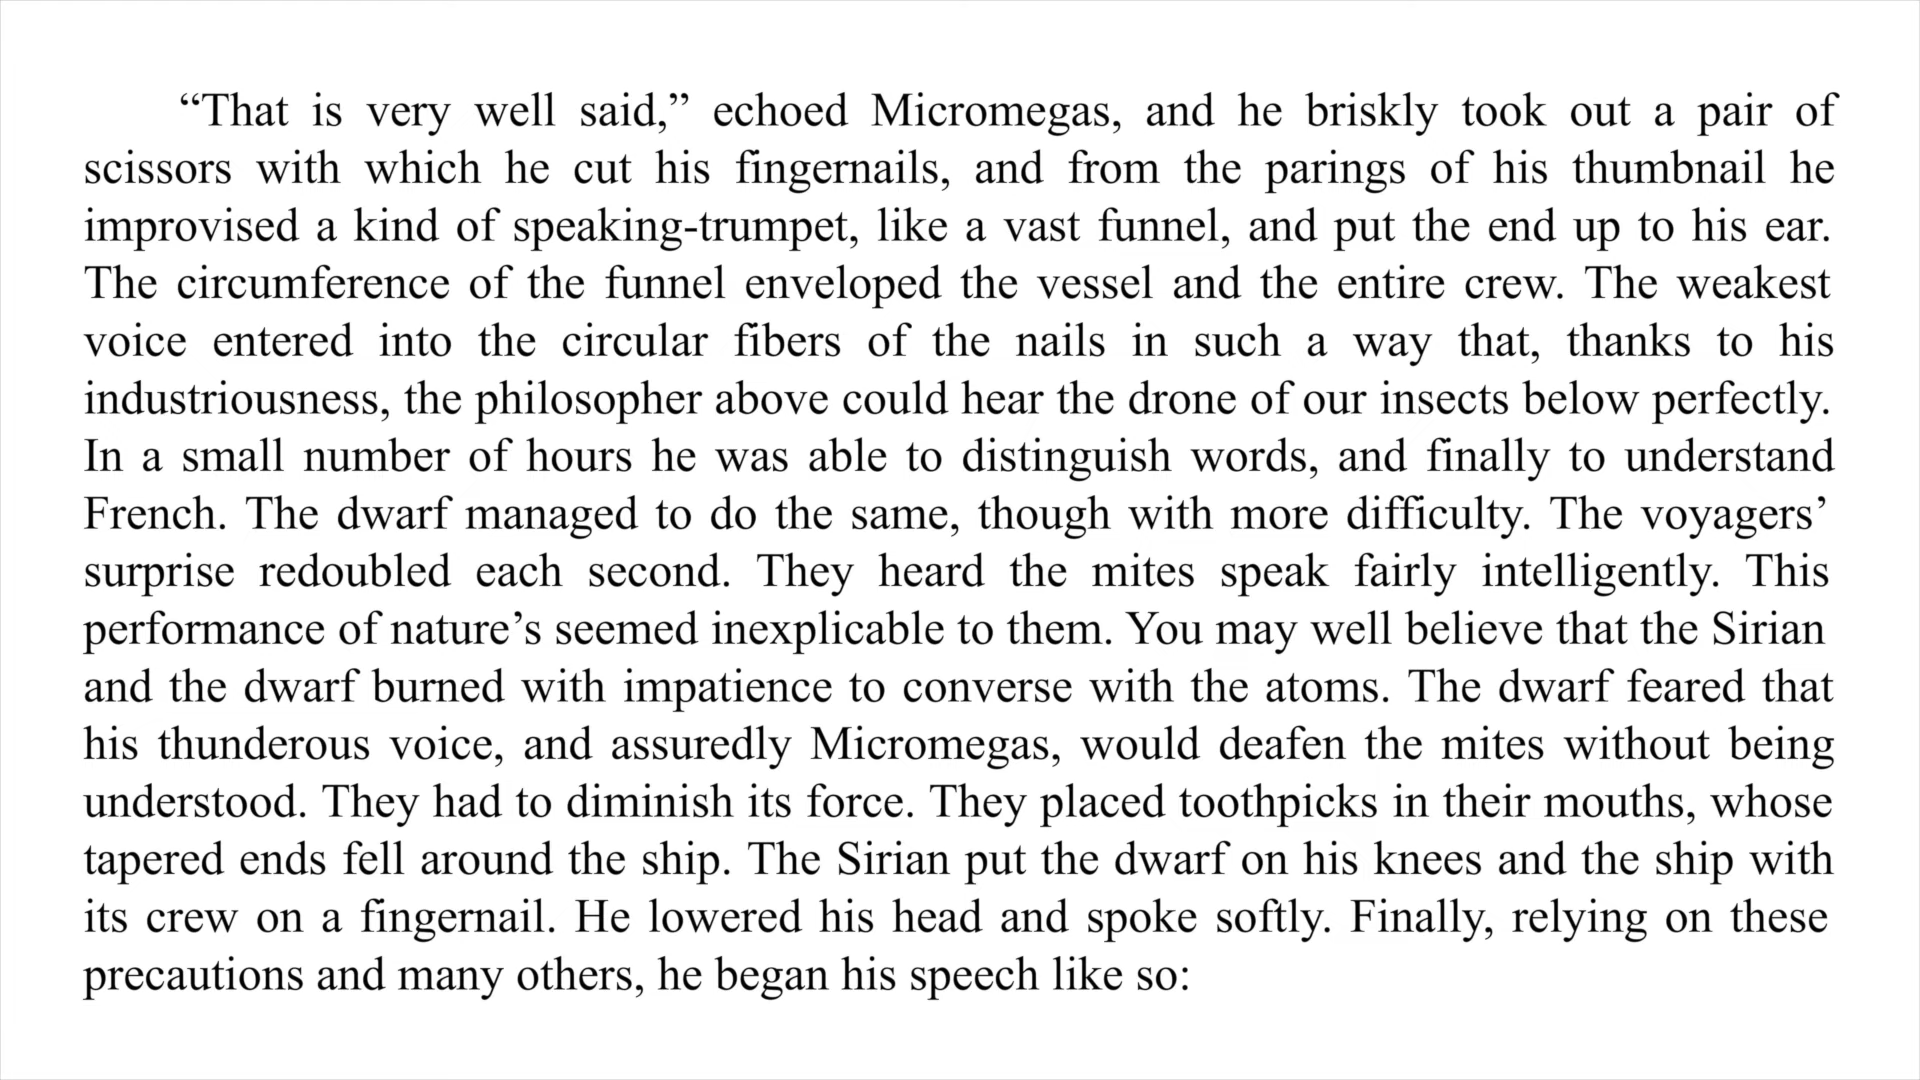 “That is very well said,” echoed Micromegas, and he briskly took out a pair of
scissors with which he cut his fingernails, and from the parings of his thumbnail he
improvised a kind of speaking-trumpet, like a vast funnel, and put the end up to his ear.
The circumference of the funnel enveloped the vessel and the entire crew. The weakest
voice entered into the circular fibers of the nails in such a way that, thanks to his
industriousness, the philosopher above could hear the drone of our insects below perfectly.
In a small number of hours he was able to distinguish words, and finally to understand
French. The dwarf managed to do the same, though with more difficulty. The voyagers’
surprise redoubled each second. They heard the mites speak fairly intelligently. This
performance of nature’s seemed inexplicable to them. You may well believe that the Sirian
and the dwarf burned with impatience to converse with the atoms. The dwarf feared that
his thunderous voice, and assuredly Micromegas, would deafen the mites without being
understood. They had to diminish its force. They placed toothpicks in their mouths, whose
tapered ends fell around the ship. The Sirian put the dwarf on his knees and the ship with
its crew on a fingernail. He lowered his head and spoke softly. Finally, relying on these
precautions and many others, he began his speech like so: